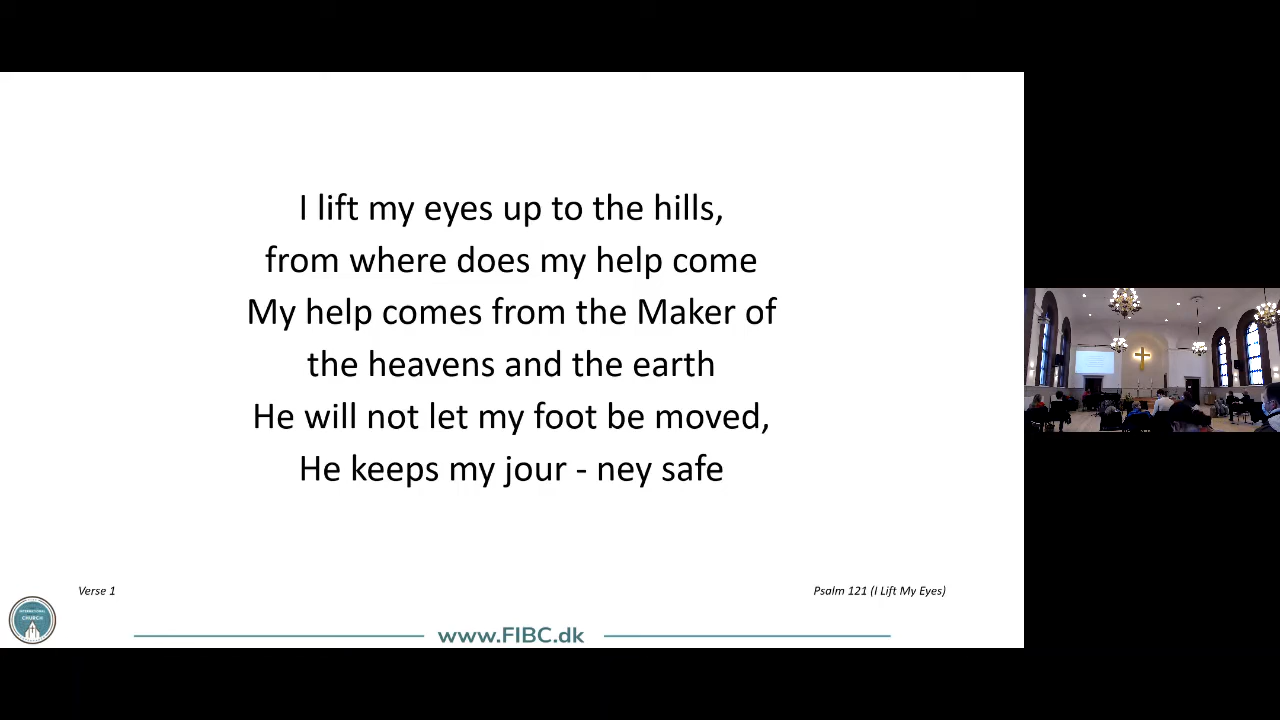 I lift my eyes up to the hills,
from where does my help come
My help comes from the Maker of
the heavens and the earth
He will not let my foot be moved,
He keeps my jour - ney safe
Verse 1
Psalm 121 (I Lift My Eyes)
INTERNATIONAL
CHURCH
www.FIBC.dk